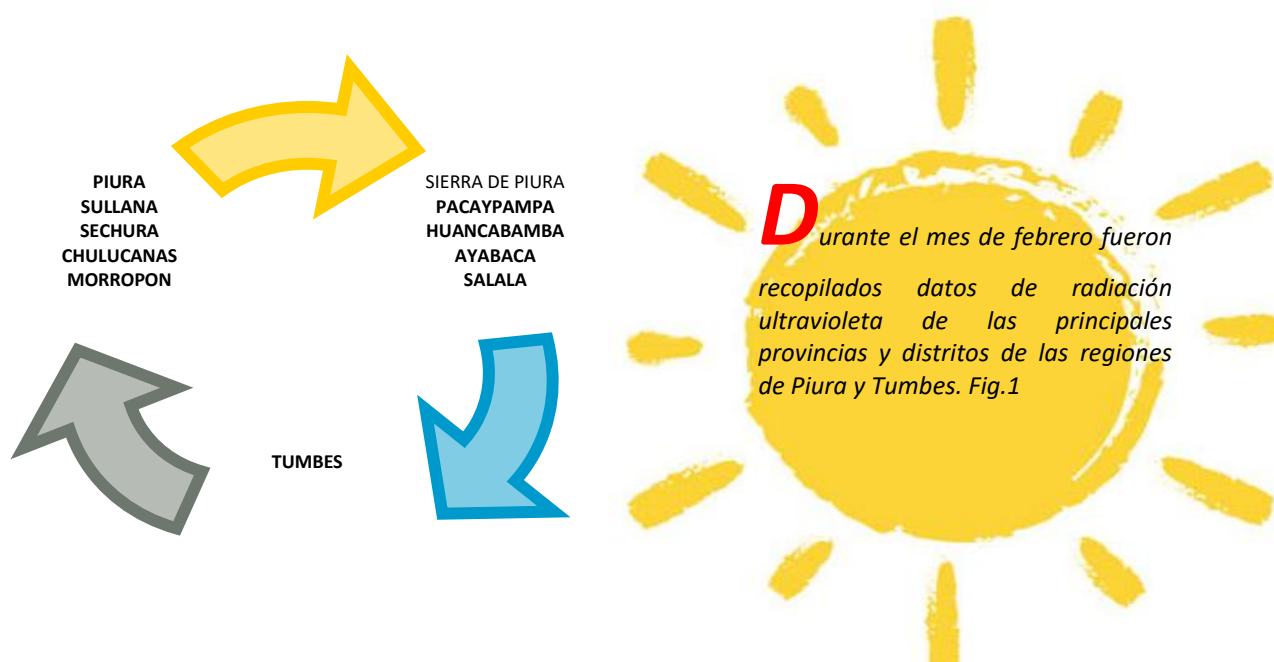 PIURA
SULLANA
SECHURA
CHULUCANAS
MORROPON
SIERRA DE PIURA
PACAYPAMPA
HUANCABAMBA
AYABACA
SALALA
TUMBES
Durante el mes de febrero fueron
recopilados datos de radiación
ultravioleta de las principales
provincias y distritos de las regiones
de Piura y Tumbes. Fig.1